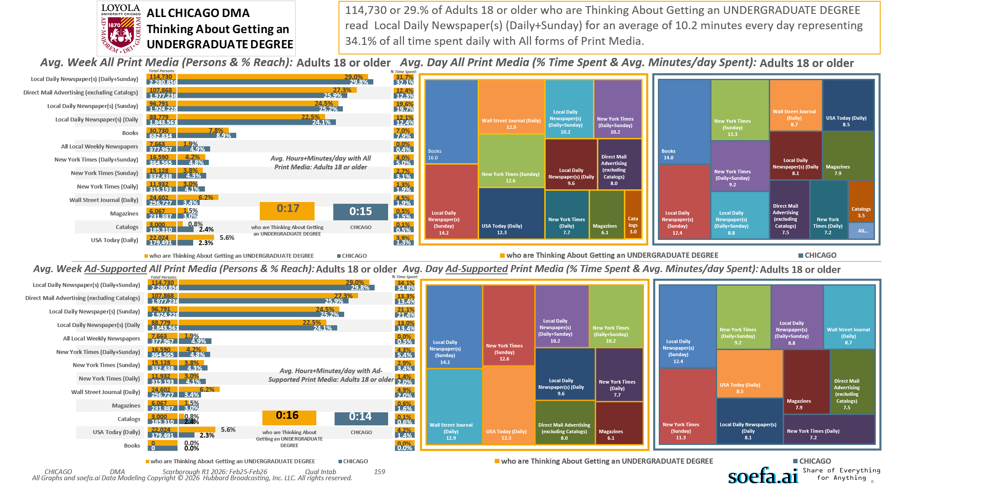 LOYOLA
UNIVERSITY CHICAGO
1870
AD • MAJOREM • DEI • GLORIAM
ALL CHICAGO DMA
Thinking About Getting an
UNDERGRADUATE DEGREE
114,730 or 29.% of Adults 18 or older who are Thinking About Getting an UNDERGRADUATE DEGREE
read  Local Daily Newspaper(s) (Daily+Sunday) for an average of 10.2 minutes every day representing
34.1% of all time spent daily with All forms of Print Media.
Avg. Week All Print Media (Persons & % Reach): Adults 18 or older
Total Persons:
% Time Spent:
Local Daily Newspaper(s) (Daily+Sunday) 114,730 29.0% 31.7%
2,280,856 29.8% 32.1%
Direct Mail Advertising (excluding Catalogs) 107,868 27.3% 12.4%
1,977,236 25.9% 12.3%
Local Daily Newspaper(s) (Sunday) 96,791 24.5% 19.6%
1,924,228 25.2% 19.7%
Local Daily Newspaper(s) (Daily 88,779 22.5% 12.1%
1,843,561 24.1% 12.4%
Books 30,730 7.8% 7.0%
682,834 8.9% 7.9%
All Local Weekly Newspapers 7,663 1.9% 0.0%
377,967 4.9% 0.4%
New York Times (Daily+Sunday) 16,590 4.2% 4.0%
364,565 4.8% 5.0%
New York Times (Sunday) 15,128 3.8% 2.7%
332,438 4.3% 3.1%
New York Times (Daily) 11,932 3.0% 1.3%
315,193 4.1% 1.9%
Wall Street Journal (Daily) 24,602 6.2% 4.5%
256,727 3.4% 1.9%
Magazines 6,067 1.5% 0.5%
231,387 3.0% 1.5%
Catalogs 3,000 0.8% 0.1%
185,310 2.4% 0.5%
USA Today (Daily) 22,024 5.6% 3.9%
179,491 2.3% 1.3%
Avg. Hours+Minutes/day with All
Print Media: Adults 18 or older
0:17
0:15
who are Thinking About Getting
an UNDERGRADUATE DEGREE
CHICAGO
who are Thinking About Getting an UNDERGRADUATE DEGREE
CHICAGO
Avg. Day All Print Media (% Time Spent & Avg. Minutes/day Spent): Adults 18 or older
Books
16.0
Local Daily
Newspaper(s)
(Sunday)
14.2
Wall Street Journal (Daily)
12.9
New York Times (Sunday)
12.6
USA Today (Daily)
12.3
Local Daily
Newspaper(s)
(Daily+Sunday)
10.2
New York Times
(Daily+Sunday)
10.2
Local Daily
Newspaper(s) (Daily
9.6
Direct Mail
Advertising
(excluding
Catalogs)
8.0
New York Times
(Daily)
7.7
Magazines
6.1
Cata
logs
3.0
Books
14.0
Local Daily
Newspaper(s)
(Sunday)
12.4
New York Times
(Sunday)
11.3
New York Times
(Daily+Sunday)
9.2
Local Daily
Newspaper(s)
(Daily+Sunday)
8.8
Wall Street Journal
(Daily)
8.7
USA Today (Daily)
8.5
Local Daily
Newspaper(s) (Daily
8.1
Magazines
7.9
Direct Mail
Advertising
(excluding
Catalogs)
7.5
New York
Times (Daily)
7.2
Catalogs
3.5
All...
who are Thinking About Getting an UNDERGRADUATE DEGREE
CHICAGO
Avg. Week Ad-Supported All Print Media (Persons & % Reach): Adults 18 or older
Total Persons:
% Time Spent:
Local Daily Newspaper(s) (Daily+Sunday) 114,730 29.0% 34.1%
2,280,856 29.8% 34.8%
Direct Mail Advertising (excluding Catalogs) 107,868 27.3% 13.3%
1,977,236 25.9% 13.4%
Local Daily Newspaper(s) (Sunday) 96,791 24.5% 21.1%
1,924,228 25.2% 21.4%
Local Daily Newspaper(s) (Daily 88,779 22.5% 13.0%
1,843,561 24.1% 13.4%
All Local Weekly Newspapers 7,663 1.9% 0.0%
377,967 4.9% 0.5%
New York Times (Daily+Sunday) 16,590 4.2% 4.3%
364,565 4.8% 5.4%
New York Times (Sunday) 15,128 3.8% 2.9%
332,438 4.3% 3.4%
New York Times (Daily) 11,932 3.0% 1.4%
315,193 4.1% 2.0%
Wall Street Journal (Daily) 24,602 6.2% 4.9%
256,727 3.4% 2.0%
Magazines 6,067 1.5% 0.6%
231,387 3.0% 1.6%
Catalogs 3,000 0.8% 0.1%
185,310 2.4% 0.6%
USA Today (Daily) 22,024 5.6% 4.2%
179,491 2.3% 1.4%
Books 0 0.0% 0.0%
0 0.0% 0.0%
Avg. Hours+Minutes/day with Ad-
Supported Print Media: Adults 18 or older
0:16
0:14
who are Thinking About
Getting an UNDERGRADUATE
DEGREE
CHICAGO
who are Thinking About Getting an UNDERGRADUATE DEGREE
CHICAGO
Avg. Day Ad-Supported Print Media (% Time Spent & Avg. Minutes/day Spent): Adults 18 or older
Local Daily
Newspaper(s)
(Sunday)
14.2
Wall Street Journal
(Daily)
12.9
New York Times
(Sunday)
12.6
USA Today (Daily)
12.3
Local Daily
Newspaper(s)
(Daily+Sunday)
10.2
New York Times
(Daily+Sunday)
10.2
Local Daily
Newspaper(s) (Daily
9.6
New York Times
(Daily)
7.7
Direct Mail Advertising
(excluding Catalogs)
8.0
Magazines
6.1
Local Daily
Newspaper(s)
(Sunday)
12.4
New York Times
(Sunday)
11.3
New York Times
(Daily+Sunday)
9.2
Local Daily
Newspaper(s)
(Daily+Sunday)
8.8
Wall Street Journal
(Daily)
8.7
USA Today (Daily)
8.5
Local Daily Newspaper(s)
(Daily
8.1
Magazines
7.9
Direct Mail
Advertising
(excluding
Catalogs)
7.5
New York Times (Daily)
7.2
who are Thinking About Getting an UNDERGRADUATE DEGREE
CHICAGO
CHICAGO DMA Scarborough R1 2026: Feb25-Feb26 Qual Intab 159
All Graphs and soefa.ai Data Modeling Copyright © 2026  Hubbard Broadcasting, Inc. LLC. All rights reserved.
soefa.ai
Share of Everything
for Anything ©